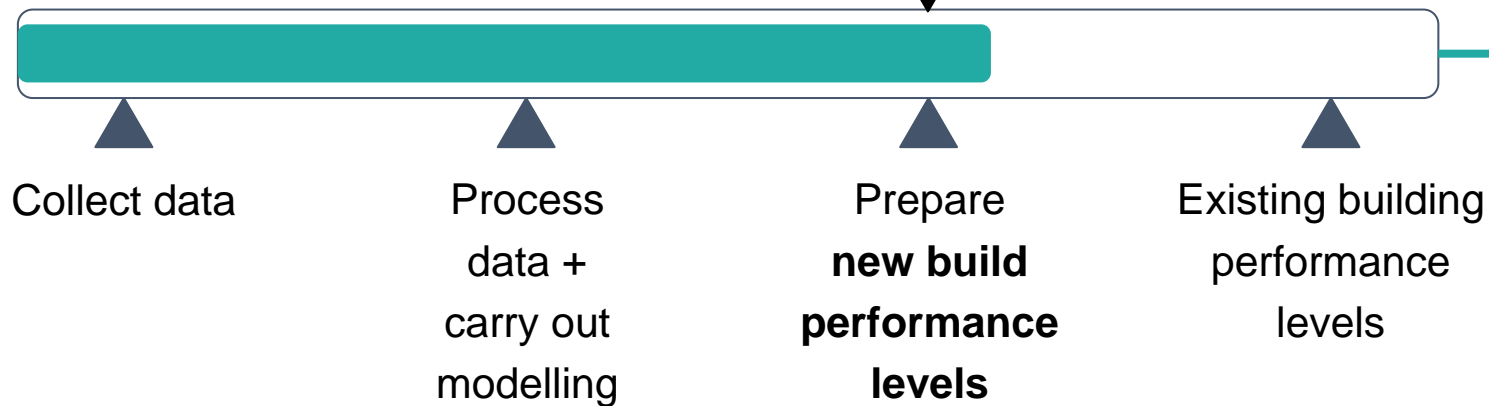 Collect data
Process
data +
carry out
modelling
Prepare
new build
performance
levels
Existing building
performance
levels